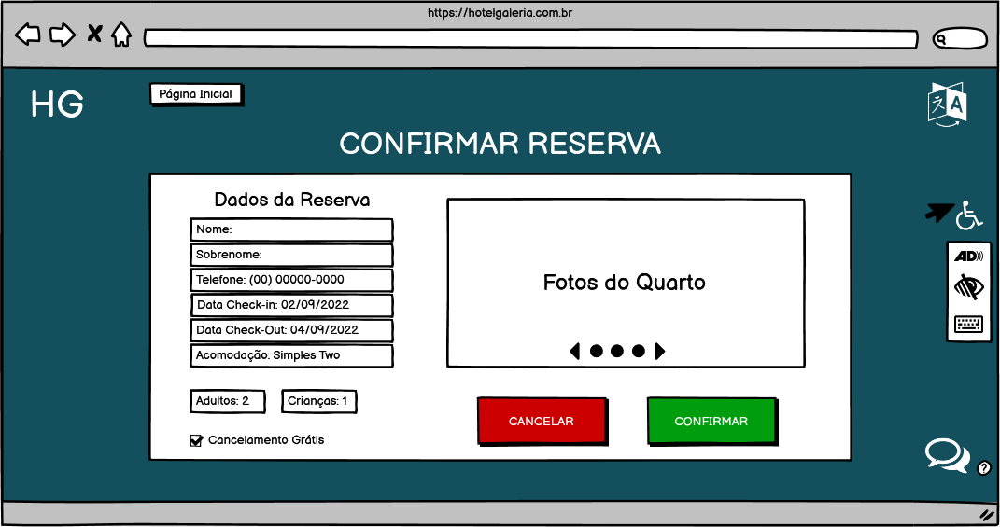 https://hotelgaleria.com.br
HG
Página Inicial
A
CONFIRMAR RESERVA
Dados da Reserva
Nome:
Sobrenome:
Telefone: (00) 00000-0000
Data Check-in: 02/09/2022
Data Check-Out: 04/09/2022
Acomodação: Simples Two
Adultos: 2
Crianças: 1
Cancelamento Grátis
Fotos do Quarto
CANCELAR
CONFIRMAR
AD
?